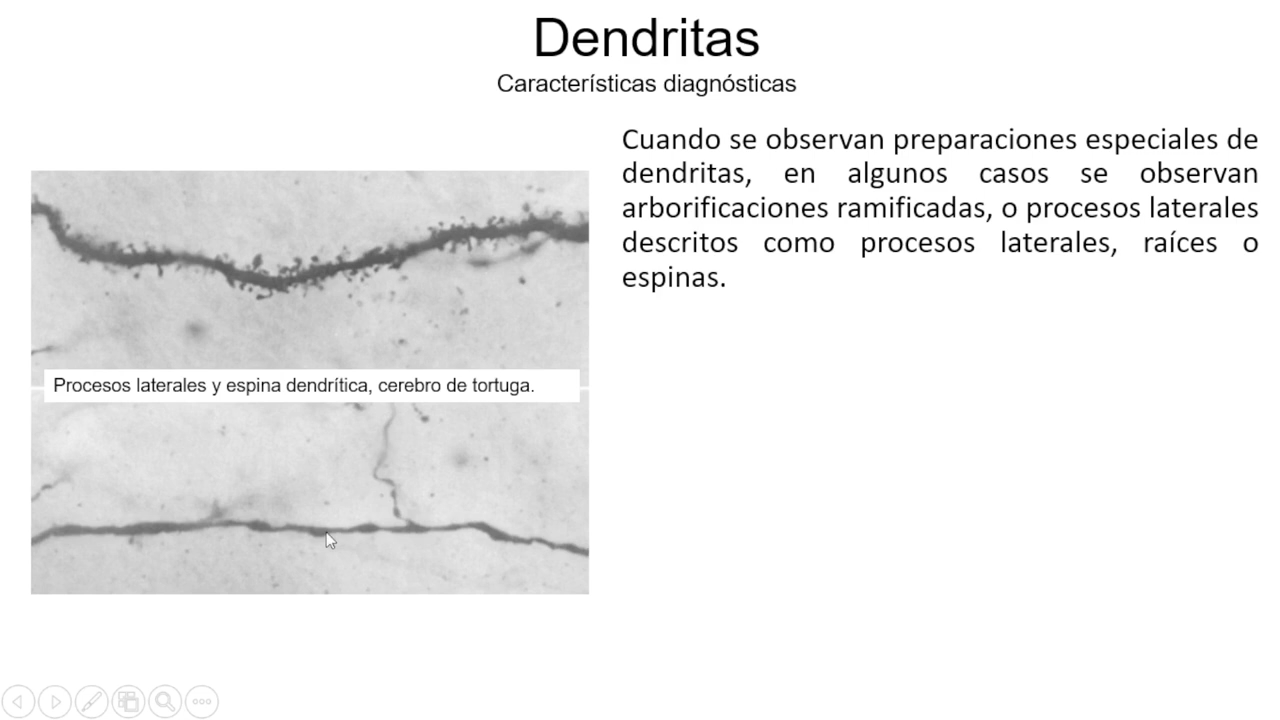 Dendritas
Características diagnósticas
Cuando se observan preparaciones especiales de
dendritas, en algunos casos se observan
arborificaciones ramificadas, o procesos laterales
descritos como procesos laterales, raíces o
espinas.
Procesos laterales y espina dendrítica, cerebro de tortuga.